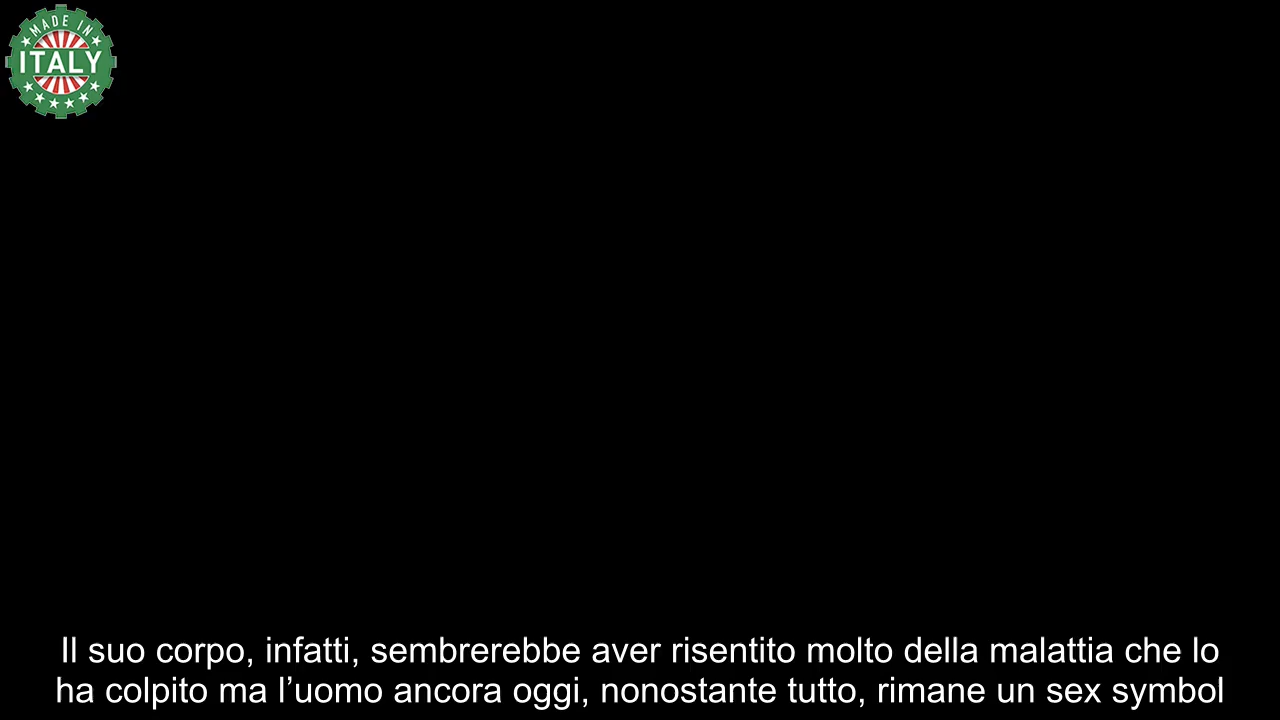 MADE IN
ITALY
Il suo corpo, infatti, sembrerebbe aver risentito molto della malattia che lo
ha colpito ma l’uomo ancora oggi, nonostante tutto, rimane un sex symbol